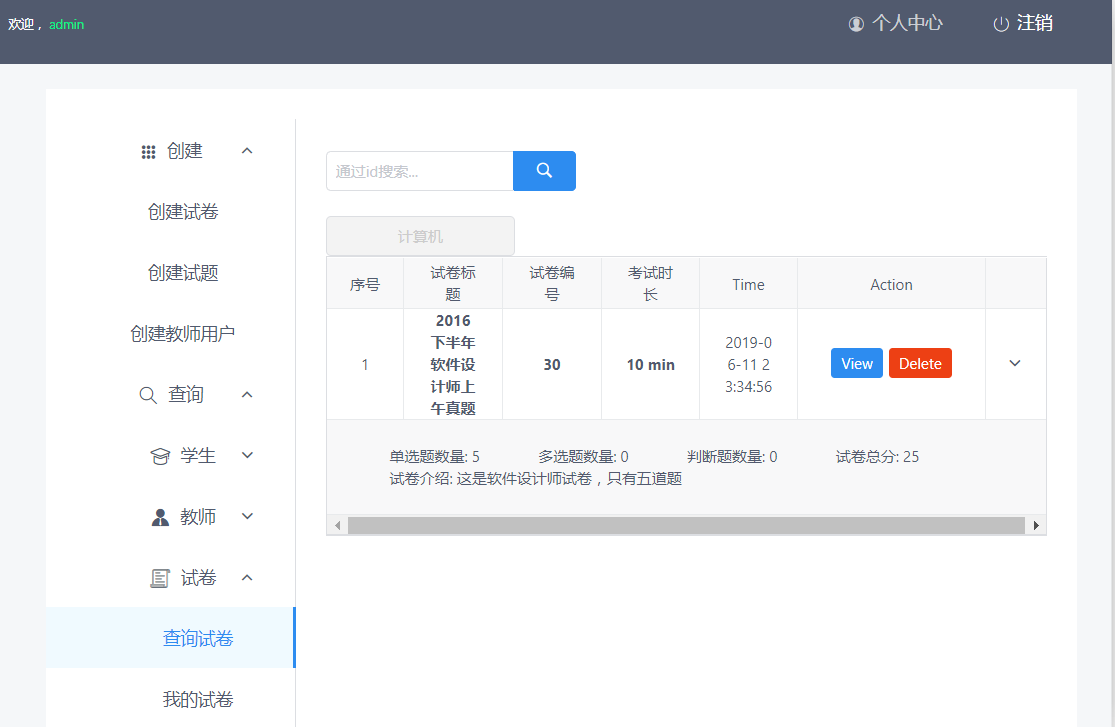 欢迎，admin
个人中心
注销
创建
创建试卷
创建试题
创建教师用户
查询
学生
教师
试卷
查询试卷
我的试卷
通过id搜索...
计算机
序号
试卷标
题
试卷编
号
考试时
长
Time
Action
1
2016
下半年
软件设
计师上
午真题
30
10 min
2019-0
6-11 2
3:34:56
View
Delete
单选题数量: 5
多选题数量: 0
判断题数量: 0
试卷总分: 25
试卷介绍: 这是软件设计师试卷，只有五道题